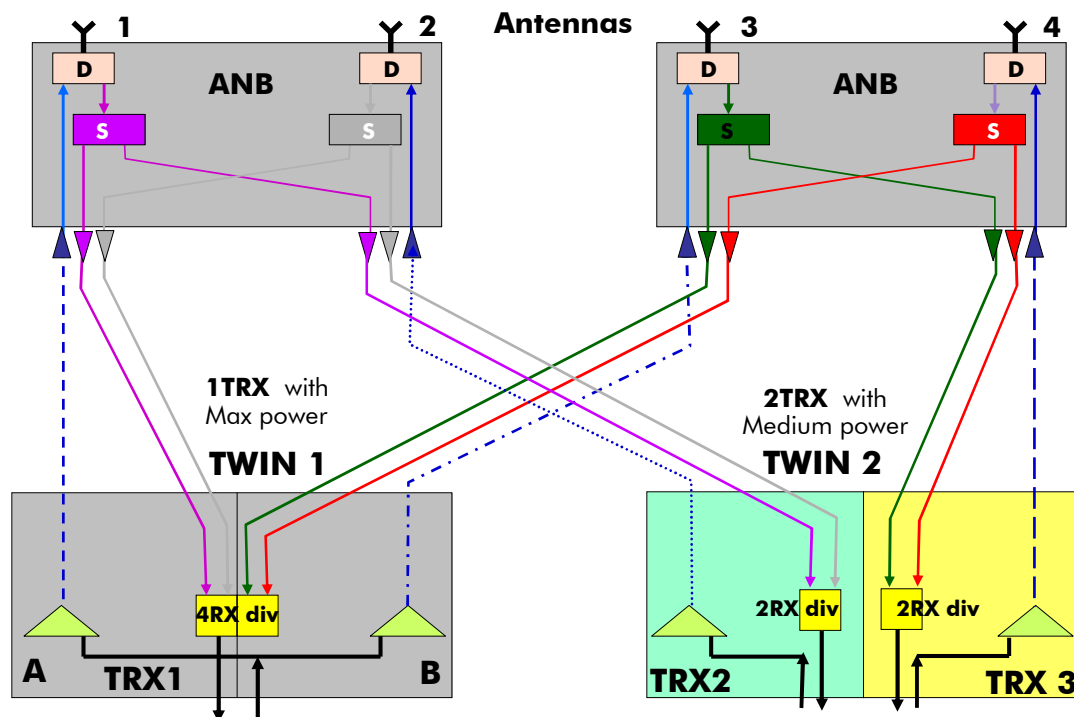 1 2 Antennas 3 4
D D D D
ANB ANB
S S S S
1TRX with
Max power
2TRX with
Medium power
TWIN 1 TWIN 2
4RX div 2RX div 2RX div
A TRX1 B TRX2 TRX 3